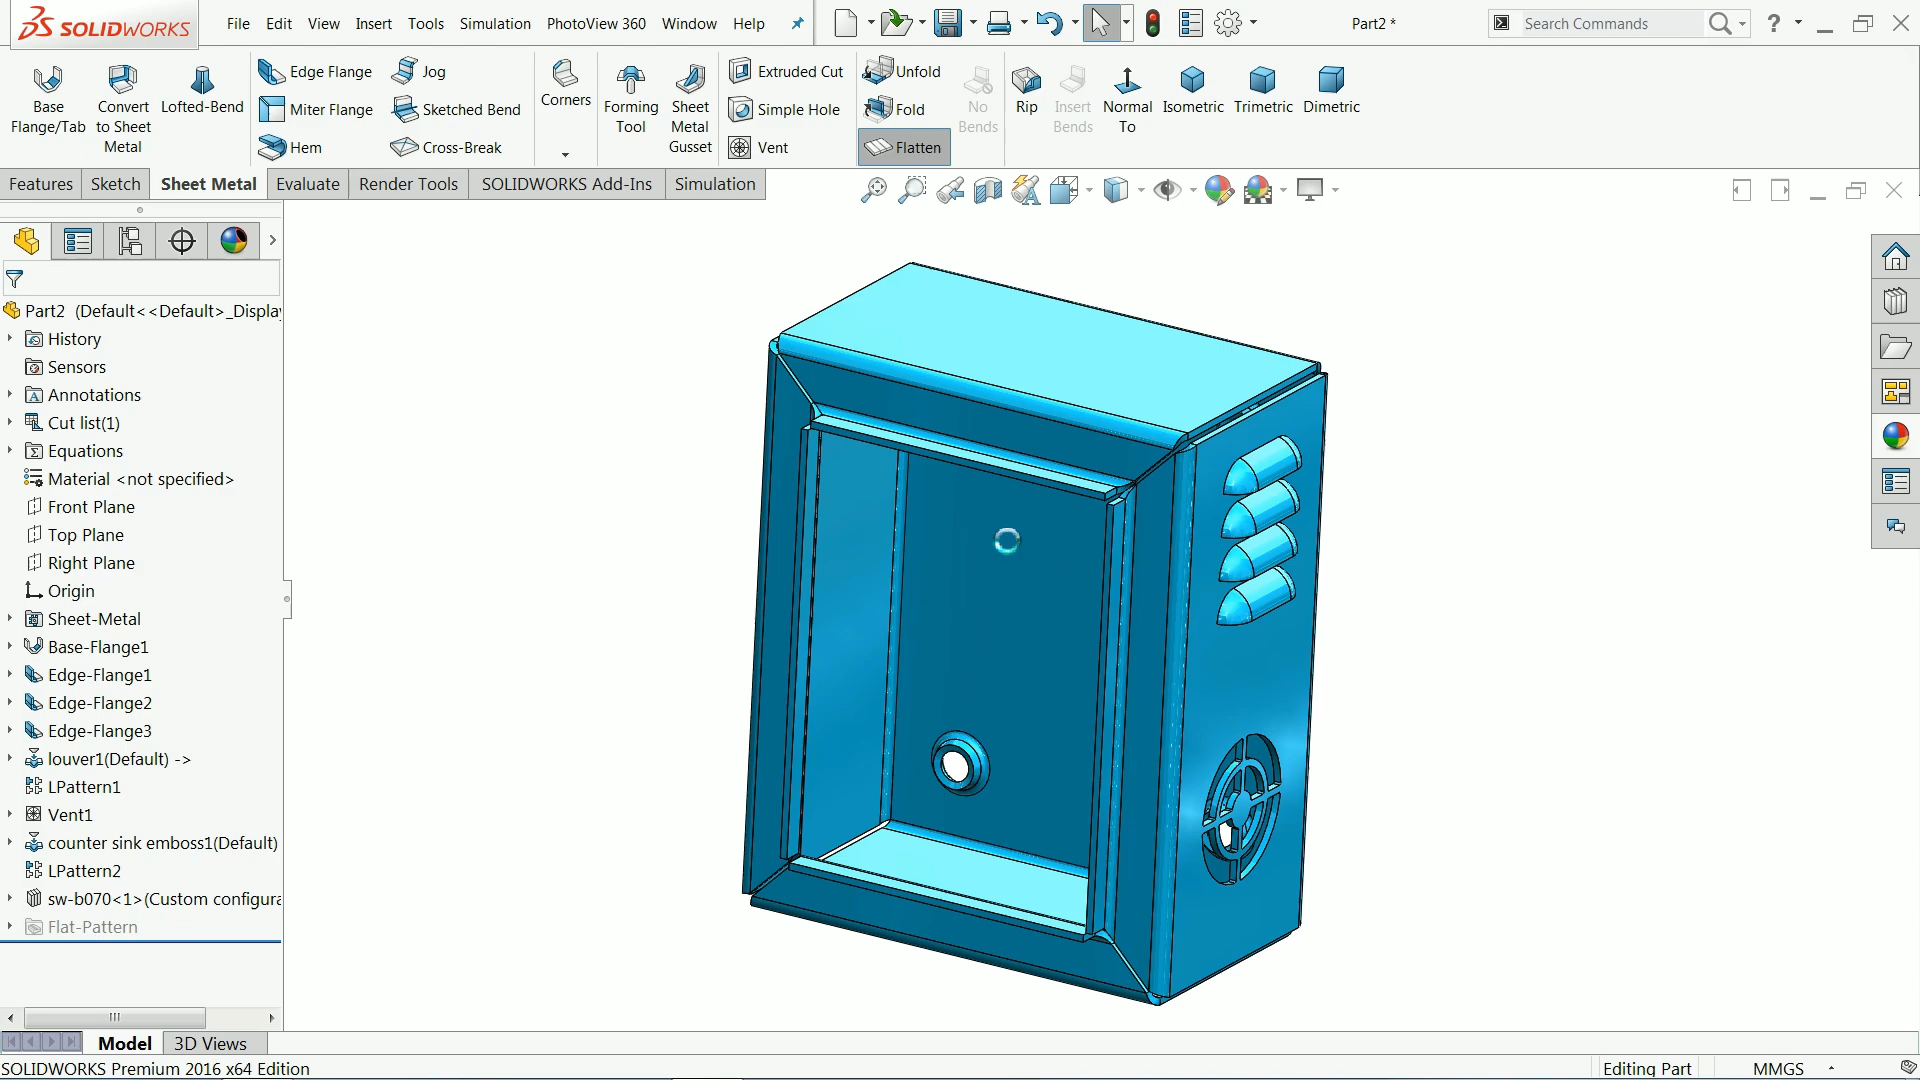 SOLIDWORKS
File Edit View Insert Tools Simulation PhotoView 360 Window Help
Part2 *
Search Commands
Base Flange/Tab
Convert to Sheet Metal
Lofted-Bend
Edge Flange
Miter Flange
Hem
Jog
Sketched Bend
Cross-Break
Corners
Forming Tool
Sheet Metal Gusset
Extruded Cut
Simple Hole
Vent
Unfold
Fold
Flatten
No Bends
Rip
Insert Bends
Normal To
Isometric
Trimetric
Dimetric
Features Sketch Sheet Metal Evaluate Render Tools SOLIDWORKS Add-Ins Simulation
Part2 (Default<<Default>_Displa
History
Sensors
Annotations
Cut list(1)
Equations
Material <not specified>
Front Plane
Top Plane
Right Plane
Origin
Sheet-Metal
Base-Flange1
Edge-Flange1
Edge-Flange2
Edge-Flange3
louver1(Default) ->
LPattern1
Vent1
counter sink emboss1(Default)
LPattern2
sw-b070<1>(Custom configura
Flat-Pattern
Model 3D Views
SOLIDWORKS Premium 2016 x64 Edition
Editing Part
MMGS